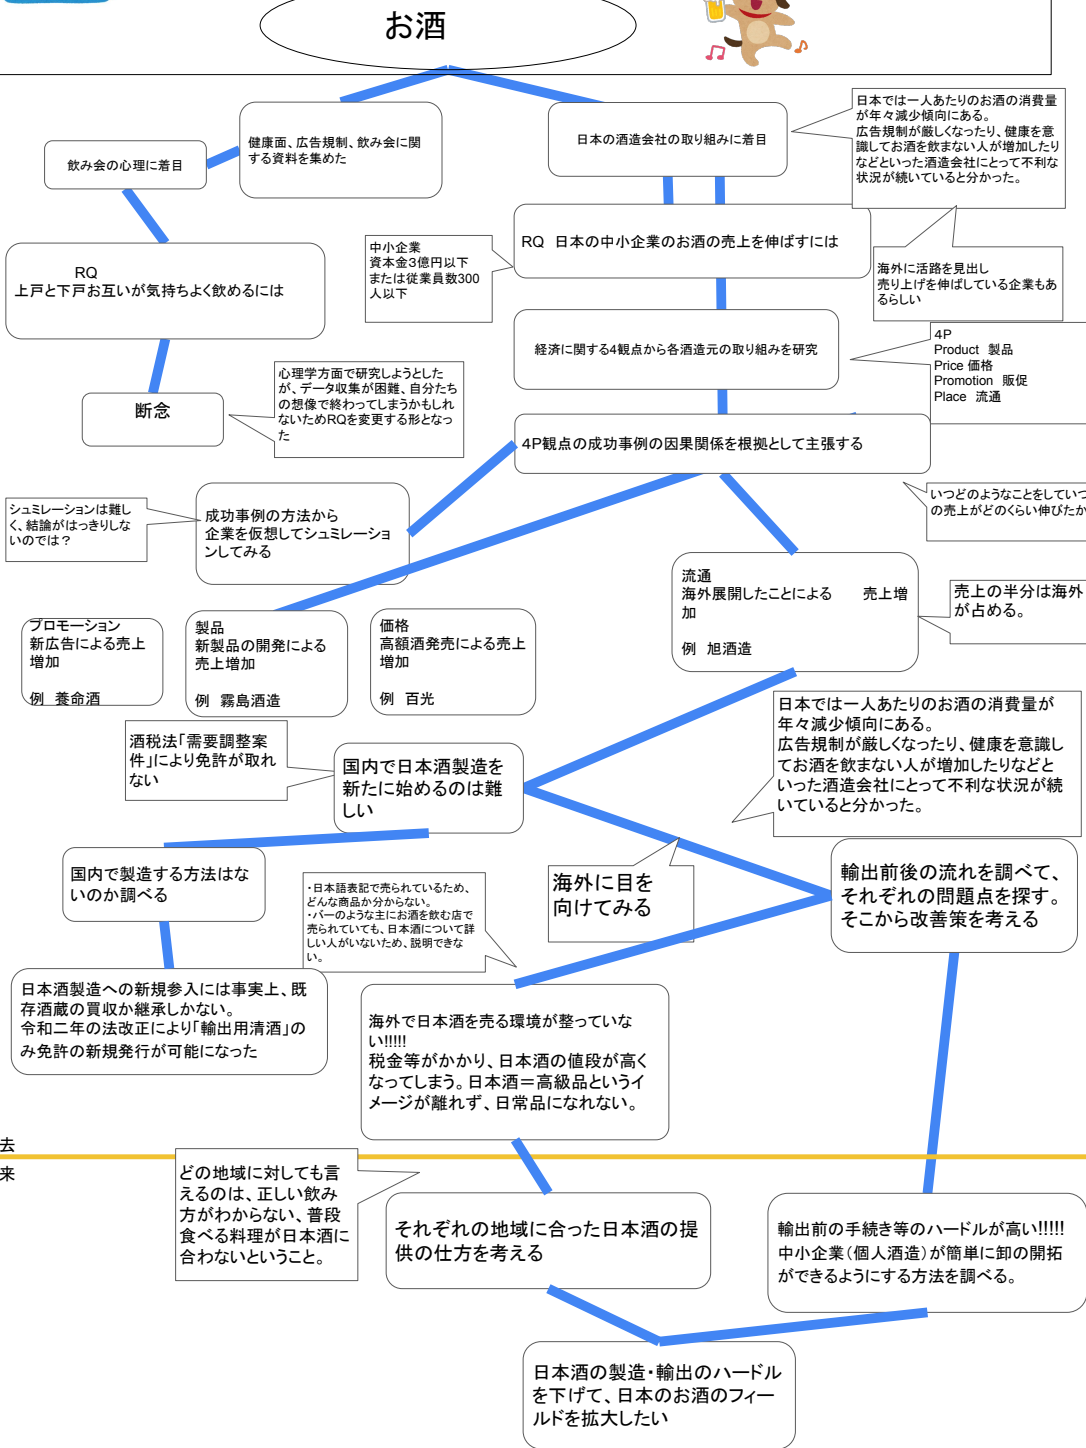 お酒
健康面、広告規制、飲み会に関
する資料を集めた
飲み会の心理に着目
RQ
上戸と下戸お互いが気持ちよく飲めるには
断念
心理学方面で研究しようとした
が、データ収集が困難、自分たち
の想像で終わってしまうかもしれ
ないためRQを変更する形となっ
た
日本の酒造会社の取り組みに着目
日本では一人あたりのお酒の消費量
が年々減少傾向にある。
広告規制が厳しくなったり、健康を意
識してお酒を飲まない人が増加したり
などといった酒造会社にとって不利な
状況が続いていると分かった。
海外に活路を見出し
売り上げを伸ばしている企業もあ
るらしい
RQ 日本の中小企業のお酒の売上を伸ばすには
中小企業
資本金3億円以下
または従業員数300
人以下
経済に関する4観点から各酒造元の取り組みを研究
4P
Product 製品
Price 価格
Promotion 販促
Place 流通
4P観点の成功事例の因果関係を根拠として主張する
いつどのようなことをしていつ
の売上がどのくらい伸びたか
成功事例の方法から
企業を仮想してシュミレーショ
ンしてみる
シュミレーションは難し
く、結論がはっきりしな
いのでは？
プロモーション
新広告による売上
増加
例 養命酒
製品
新製品の開発による
売上増加
例 霧島酒造
価格
高額酒発売による売上
増加
例 百光
流通
海外展開したことによる 売上増
加
例 旭酒造
売上の半分は海外
が占める。
日本では一人あたりのお酒の消費量が
年々減少傾向にある。
広告規制が厳しくなったり、健康を意識し
てお酒を飲まない人が増加したりなどと
いった酒造会社にとって不利な状況が続
いていると分かった。
酒税法「需要調整案
件」により免許が取れ
ない
国内で日本酒製造を
新たに始めるのは難
しい
国内で製造する方法はな
いのか調べる
日本酒製造への新規参入には事実上、既
存酒蔵の買収か継承しかない。
令和二年の法改正により「輸出用清酒」の
み免許の新規発行が可能になった
海外に目を
向けてみる
輸出前後の流れを調べて、
それぞれの問題点を探す。
そこから改善策を考える
・日本語表記で売られているため、
どんな商品か分からない。
・バーのような主にお酒を飲む店で
売られていても、日本酒について詳
しい人がいないため、説明できな
い。
海外で日本酒を売る環境が整っていな
い!!!!!
税金等がかかり、日本酒の値段が高く
なってしまう。日本酒＝高級品というイ
メージが離れず、日常品になれない。
去
来
どの地域に対しても言
えるのは、正しい飲み
方がわからない、普段
食べる料理が日本酒に
合わないということ。
それぞれの地域に合った日本酒の提
供の仕方を考える
輸出前の手続き等のハードルが高い!!!!!
中小企業（個人酒造）が簡単に卸の開拓
ができるようにする方法を調べる。
日本酒の製造・輸出のハードル
を下げて、日本のお酒のフィー
ルドを拡大したい